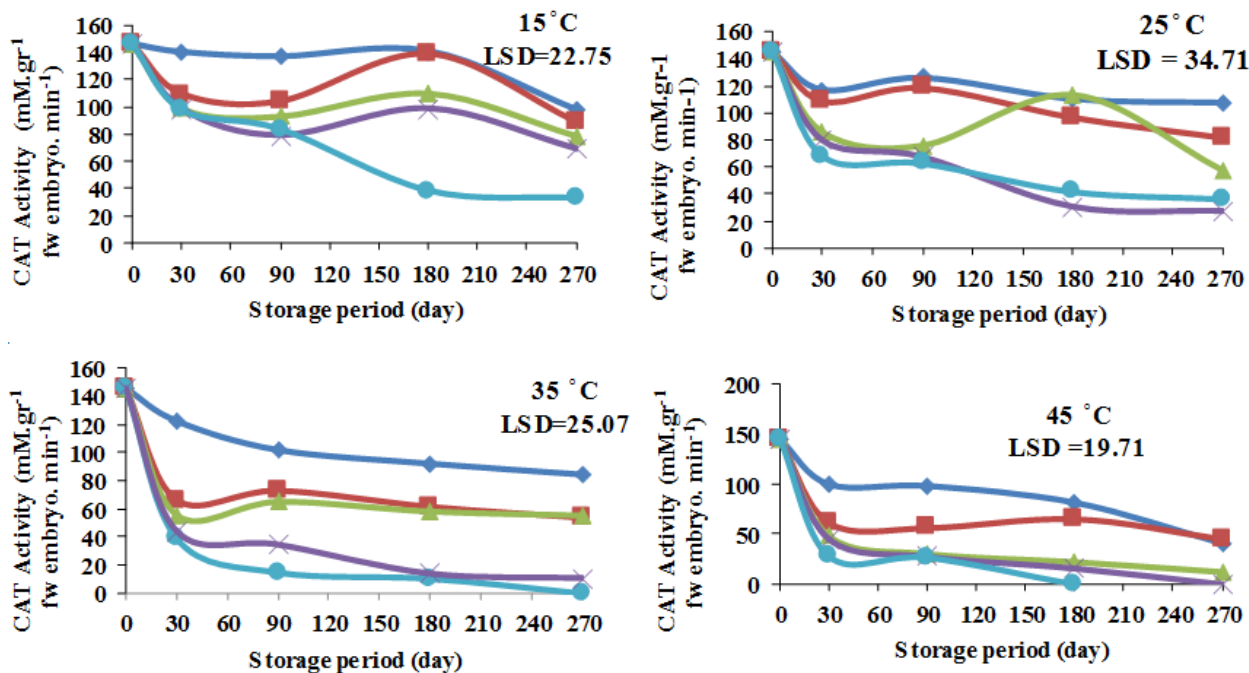 15 ˚C
LSD=22.75
CAT Activity (mM.gr-1
fw embryo. min-1)
160
140
120
100
80
60
40
20
0
0 30 60 90 120 150 180 210 240 270
Storage period (day)
25 ˚C
LSD = 34.71
CAT Activity (mM.gr-1
fw embryo. min-1)
160
140
120
100
80
60
40
20
0
0 30 60 90 120 150 180 210 240 270
Storage period (day)
35 ˚C
LSD=25.07
CAT Activity (mM.gr-1
fw embryo. min-1)
160
140
120
100
80
60
40
20
0
0 30 60 90 120 150 180 210 240 270
Storage period (day)
45 ˚C
LSD =19.71
CAT Activity (mM.gr-1
fw embryo. min-1)
200
150
100
50
0
0 30 60 90 120 150 180 210 240 270
Storage period (day)